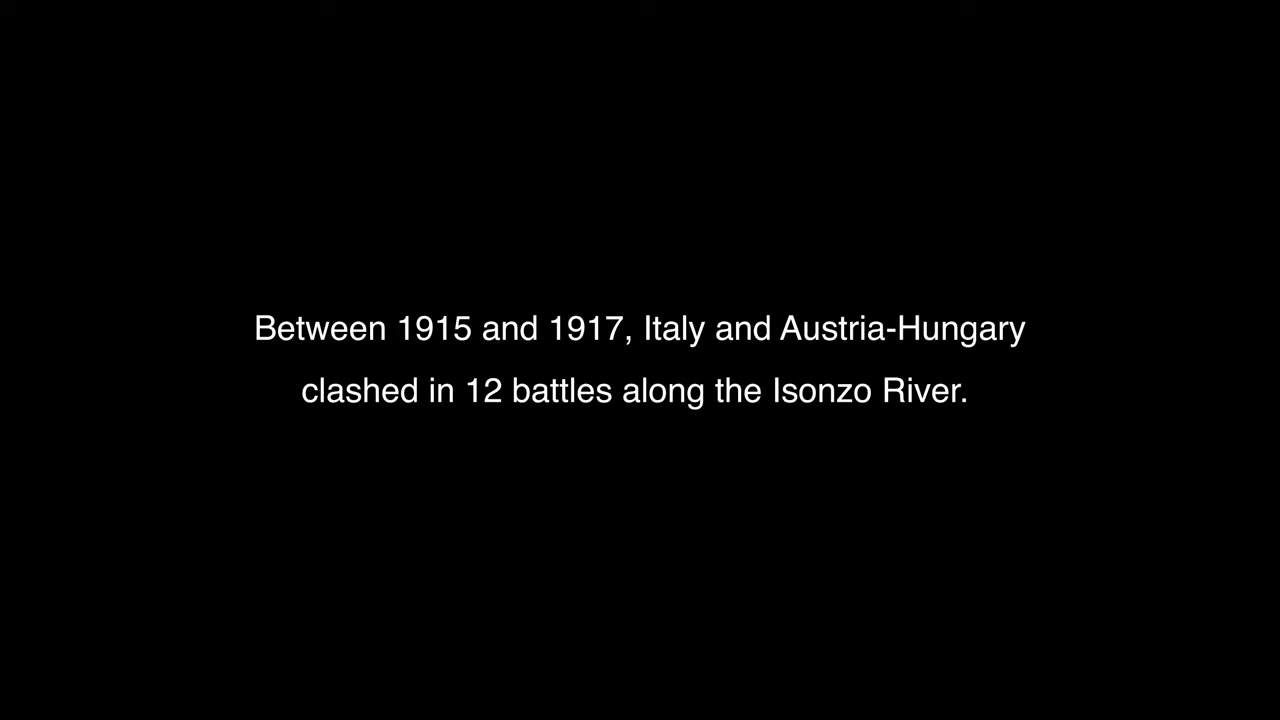 Between 1915 and 1917, Italy and Austria-Hungary
clashed in 12 battles along the Isonzo River.